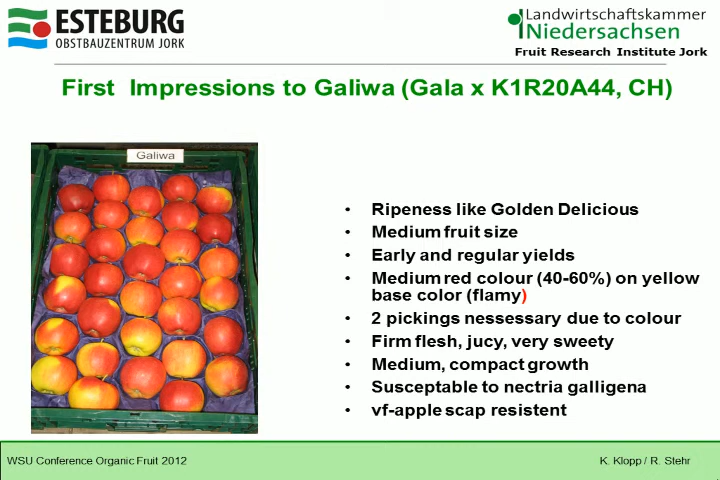 ESTEBURG
OBSTBAUZENTRUM JORK
Landwirtschaftskammer
Niedersachsen
Fruit Research Institute Jork
First Impressions to Galiwa (Gala x K1R20A44, CH)
Galiwa
• Ripeness like Golden Delicious
• Medium fruit size
• Early and regular yields
• Medium red colour (40-60%) on yellow
base color (flamy)
• 2 pickings nessessary due to colour
• Firm flesh, jucy, very sweety
• Medium, compact growth
• Susceptable to nectria galligena
• vf-apple scap resistent
WSU Conference Organic Fruit 2012
K. Klopp / R. Stehr